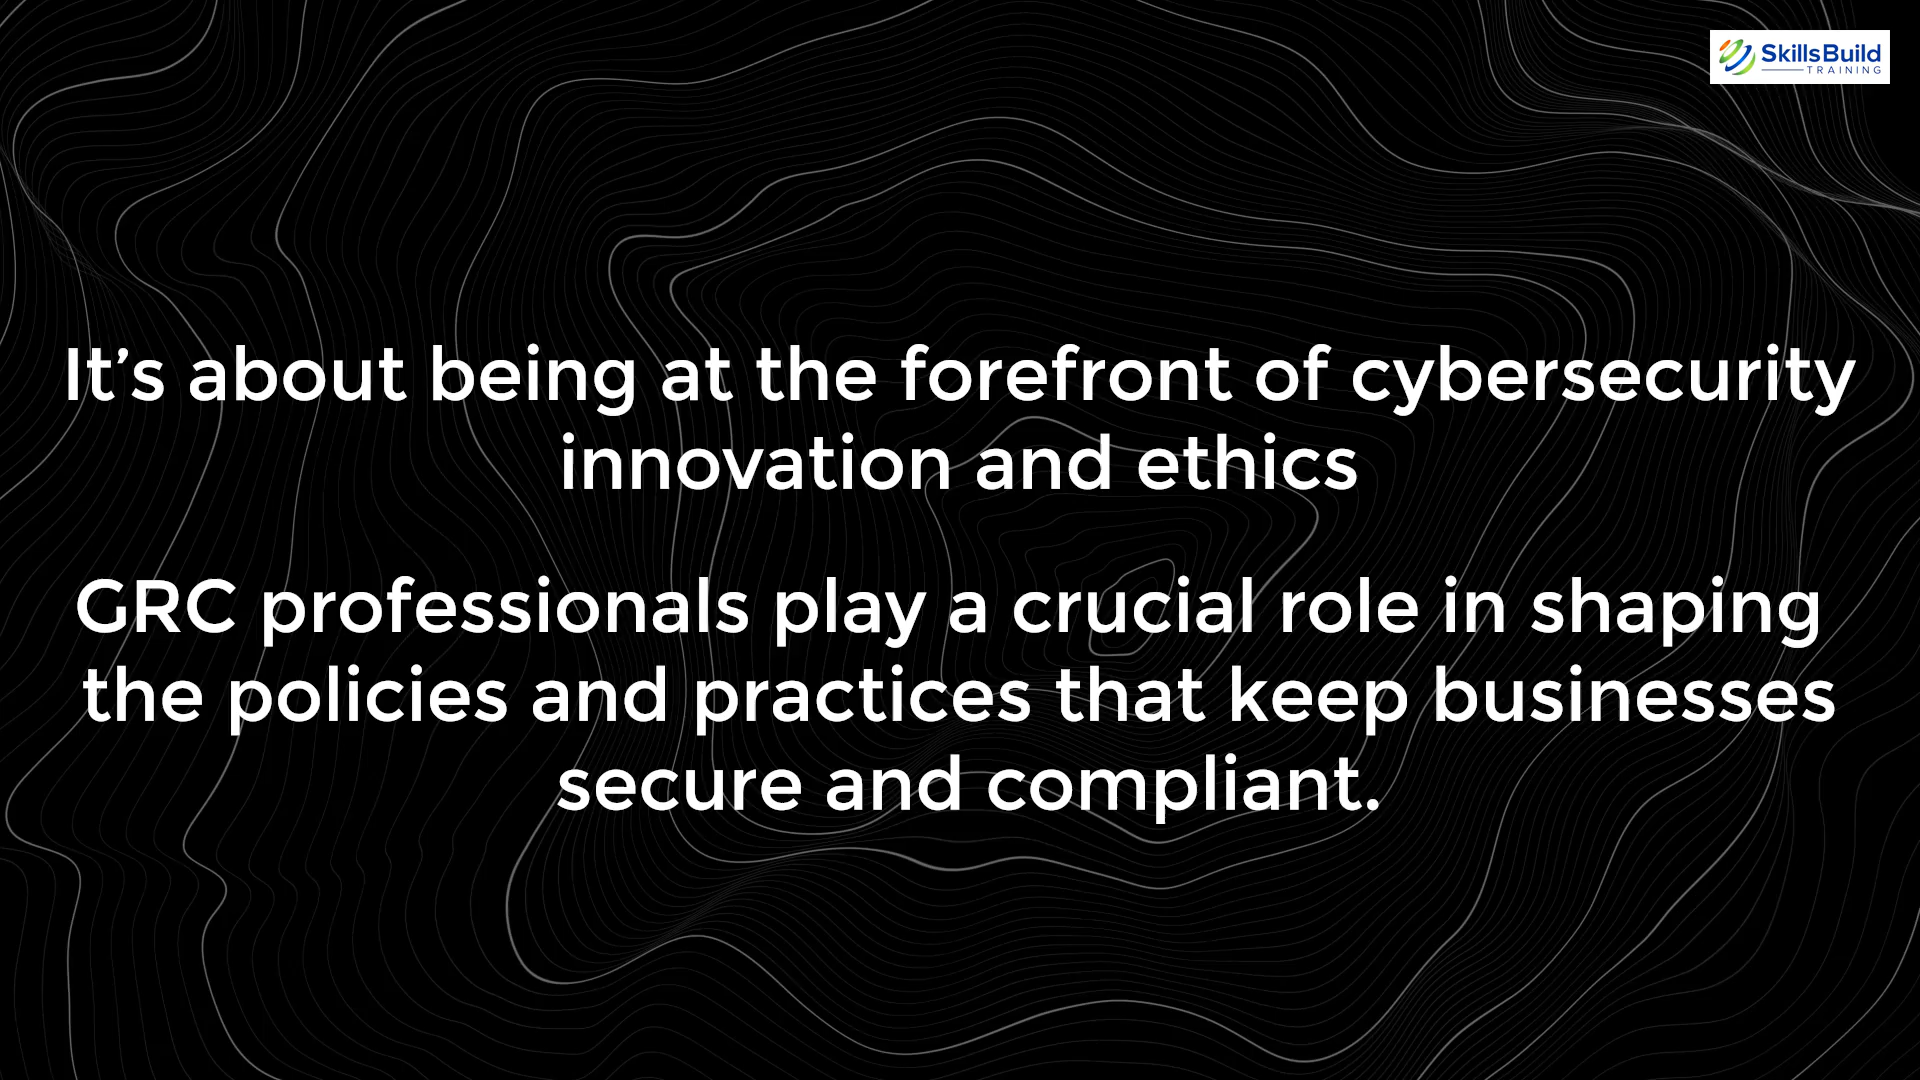 SkillsBuild
TRAINING
It’s about being at the forefront of cybersecurity
innovation and ethics
GRC professionals play a crucial role in shaping
the policies and practices that keep businesses
secure and compliant.